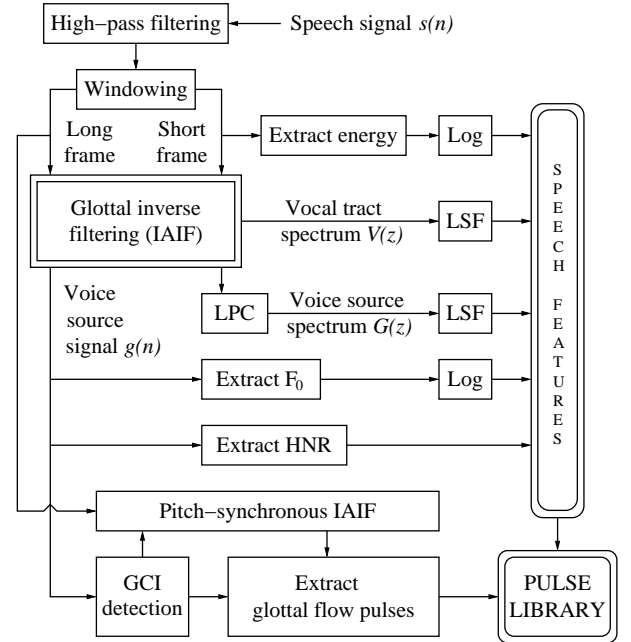 High−pass filtering
Speech signal s(n)
Windowing
Long
frame
Short
frame
Extract energy
Log
Glottal inverse
filtering (IAIF)
Vocal tract
spectrum V(z)
LSF
SPEECH FEATURES
Voice
source
signal g(n)
LPC
Voice source
spectrum G(z)
LSF
Extract F₀
Log
Extract HNR
Pitch−synchronous IAIF
GCI
detection
Extract
glottal flow pulses
PULSE
LIBRARY